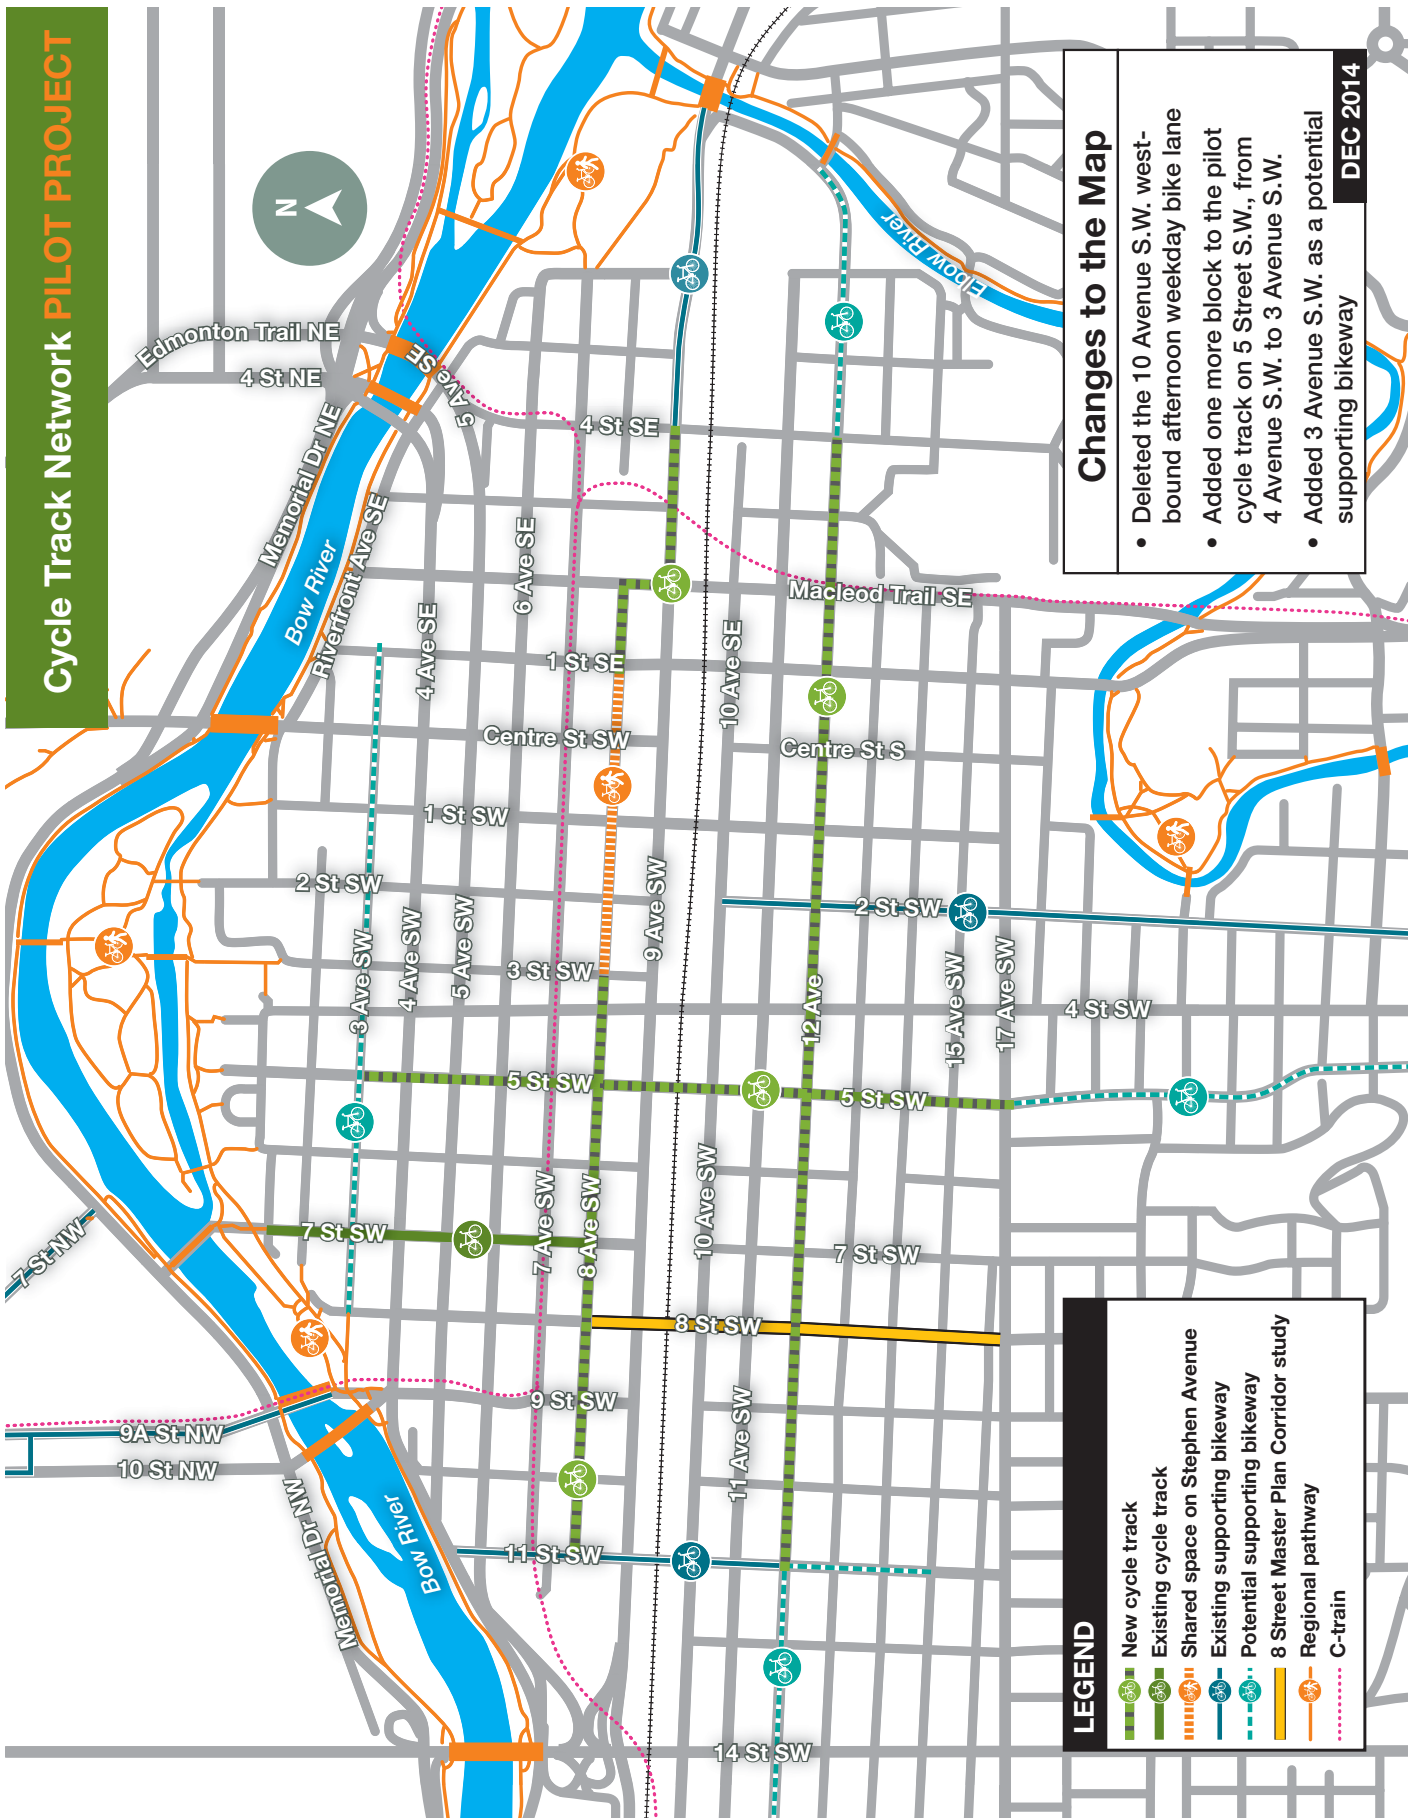 Cycle Track Network PILOT PROJECT
N
Edmonton Trail NE
4 St NE
Memorial Dr NE
Bow River
Riverfront Ave SE
5 Ave SE
4 St SE
6 Ave SE
4 Ave SE
1 St SE
Macleod Trail SE
10 Ave SE
Centre St SW
Centre St S
1 St SW
2 St SW
2 St SW
9 Ave SW
3 Ave SW
4 Ave SW
5 Ave SW
3 St SW
12 Ave
15 Ave SW
17 Ave SW
4 St SW
5 St SW
5 St SW
7 St NW
7 St SW
7 Ave SW
8 Ave SW
10 Ave SW
7 St SW
8 St SW
9 St SW
11 Ave SW
9A St NW
10 St NW
Memorial Dr NW
Bow River
11 St SW
14 St SW
Elbow River
Changes to the Map
• Deleted the 10 Avenue S.W. west-
bound afternoon weekday bike lane
• Added one more block to the pilot
cycle track on 5 Street S.W., from
4 Avenue S.W. to 3 Avenue S.W.
• Added 3 Avenue S.W. as a potential
supporting bikeway
DEC 2014
LEGEND
New cycle track
Existing cycle track
Shared space on Stephen Avenue
Existing supporting bikeway
Potential supporting bikeway
8 Street Master Plan Corridor study
Regional pathway
C-train